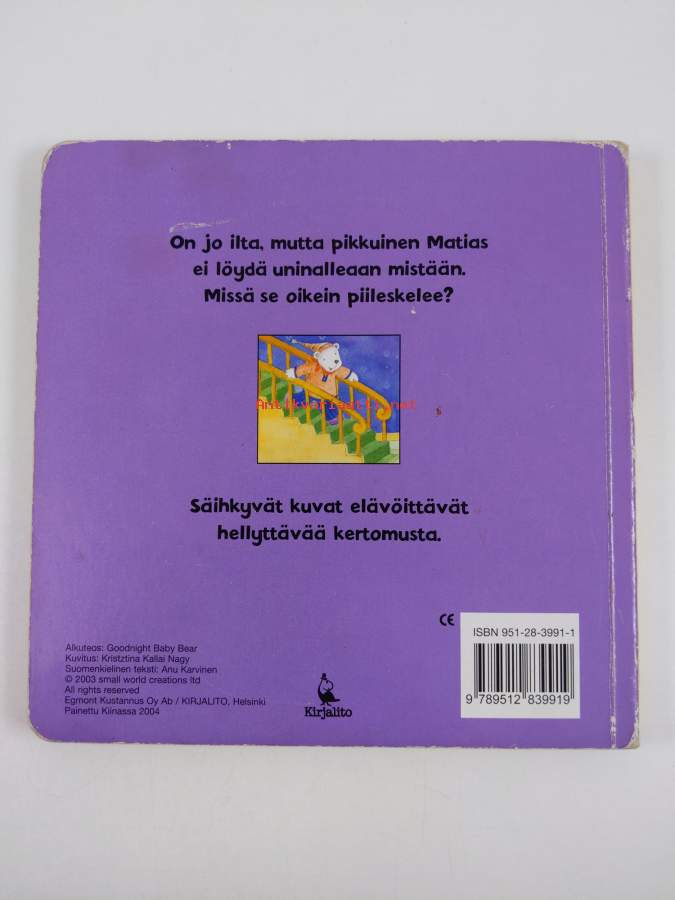 On jo ilta, mutta pikkuinen Matias
ei löydä uninalleaan mistään.
Missä se oikein piileskelee?
Antikvariaatti.net
Säihkyvät kuvat elävöittävät
hellyttävää kertomusta.
CE
ISBN 951-28-3991-1
9 789512 839919
Alkuteos: Goodnight Baby Bear
Kuvitus: Kristztina Kallai Nagy
Suomenkielinen teksti: Anu Karvinen
© 2003 small world creations ltd
All rights reserved
Egmont Kustannus Oy Ab / KIRJALITO, Helsinki
Painettu Kiinassa 2004
Kirjalito